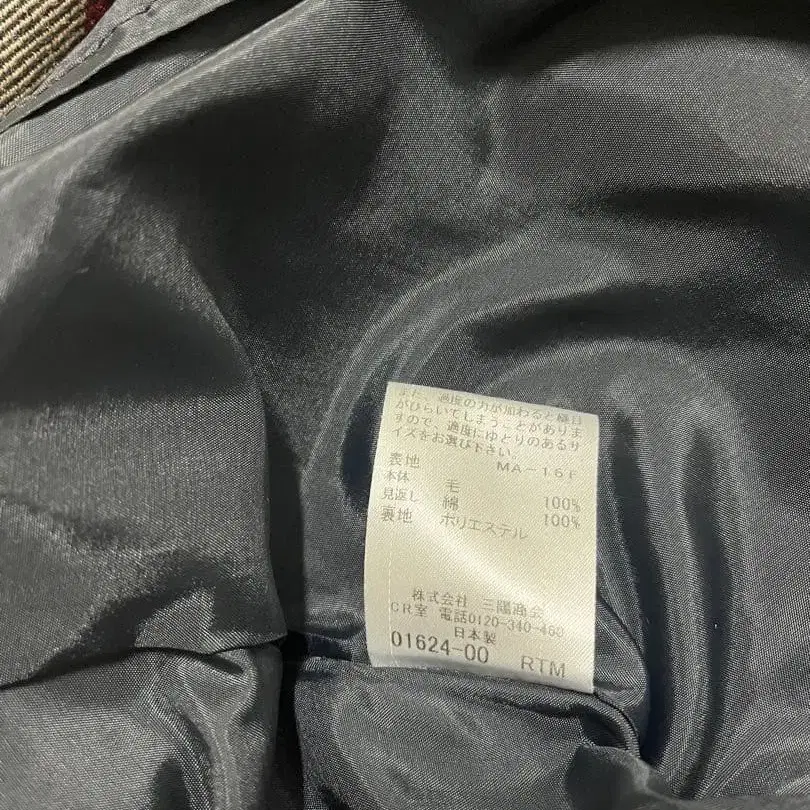 また、過度の力が加わると縫目
がひらいてしまうことがありま
すので、適度にゆとりのあるサ
イズをお選び下さい。
表地 MA-16F
本体 毛 100%
見返し 綿 100%
裏地 ポリエステル
株式会社 三陽商会
CR室 電話0120-340-460
日本製
01624-00 RTM